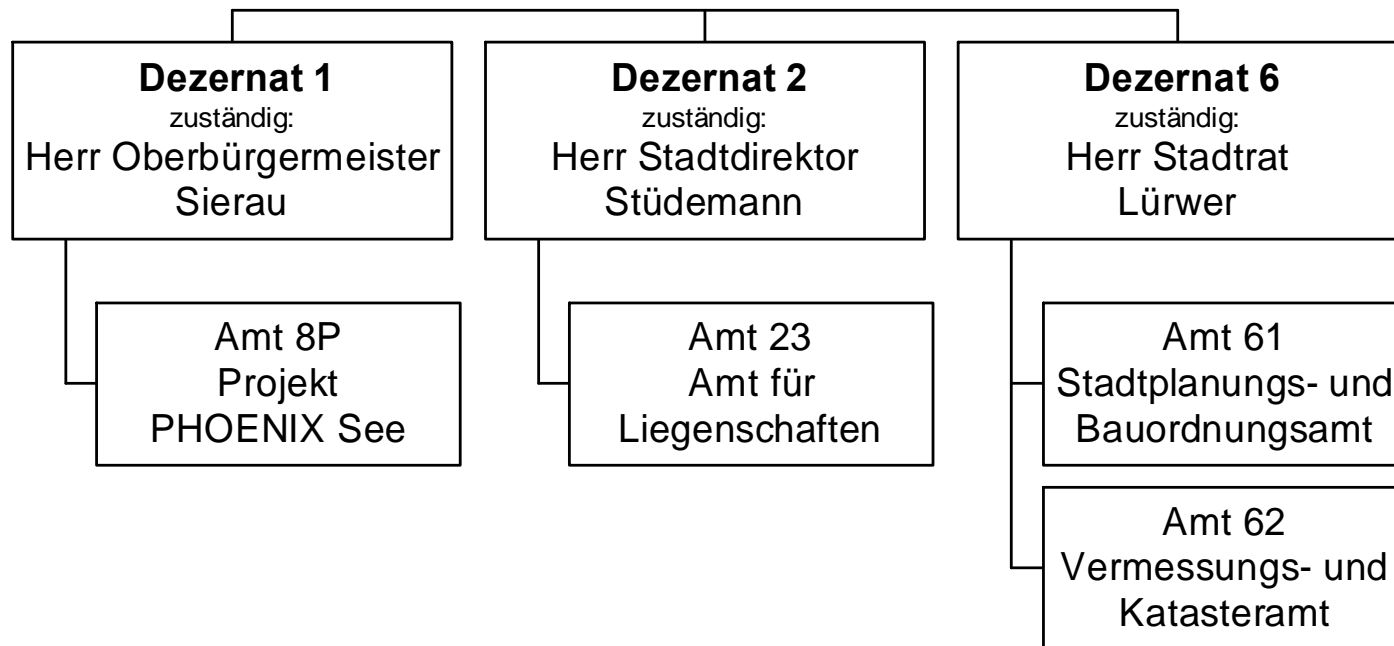 Dezernat 1
zuständig:
Herr Oberbürgermeister
Sierau
Amt 8P
Projekt
PHOENIX See
Dezernat 2
zuständig:
Herr Stadtdirektor
Stüdemann
Amt 23
Amt für
Liegenschaften
Dezernat 6
zuständig:
Herr Stadtrat
Lürwer
Amt 61
Stadtplanungs- und
Bauordnungsamt
Amt 62
Vermessungs- und
Katasteramt